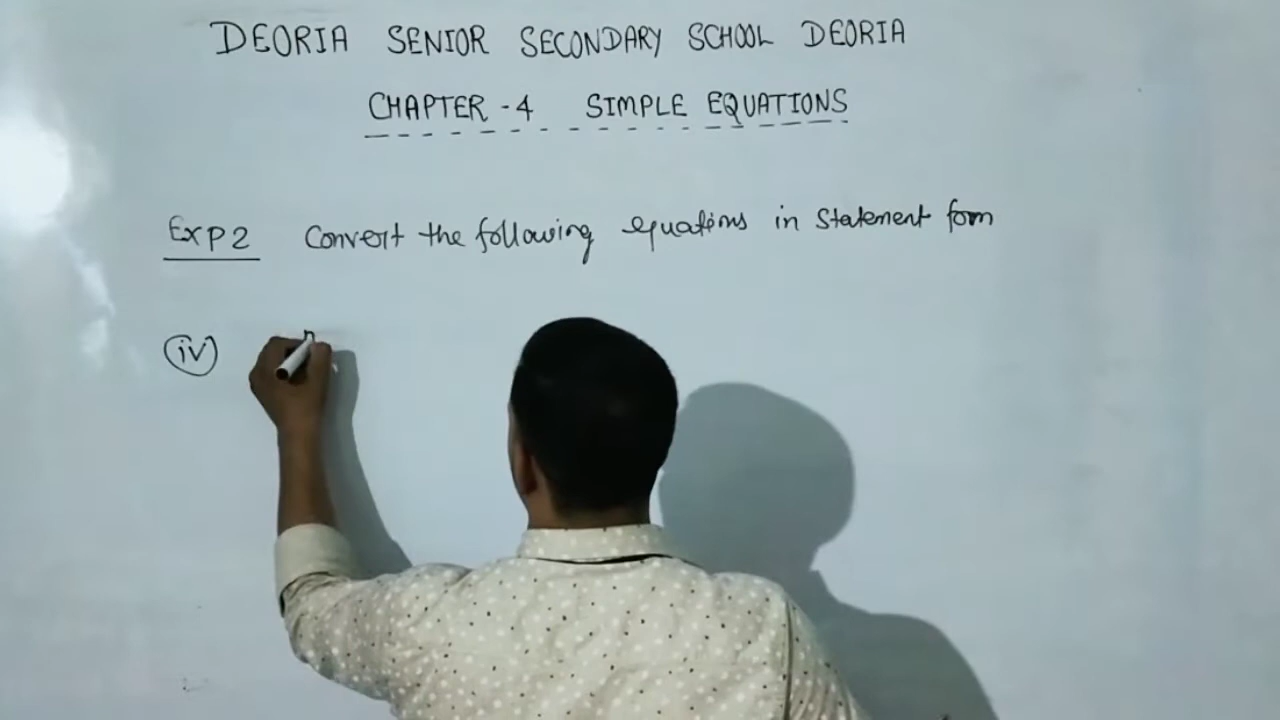 DEORIA SENIOR SECONDARY SCHOOL DEORIA
CHAPTER - 4 SIMPLE EQUATIONS
Exp 2 Convert the following equations in Statement form
(iv) n